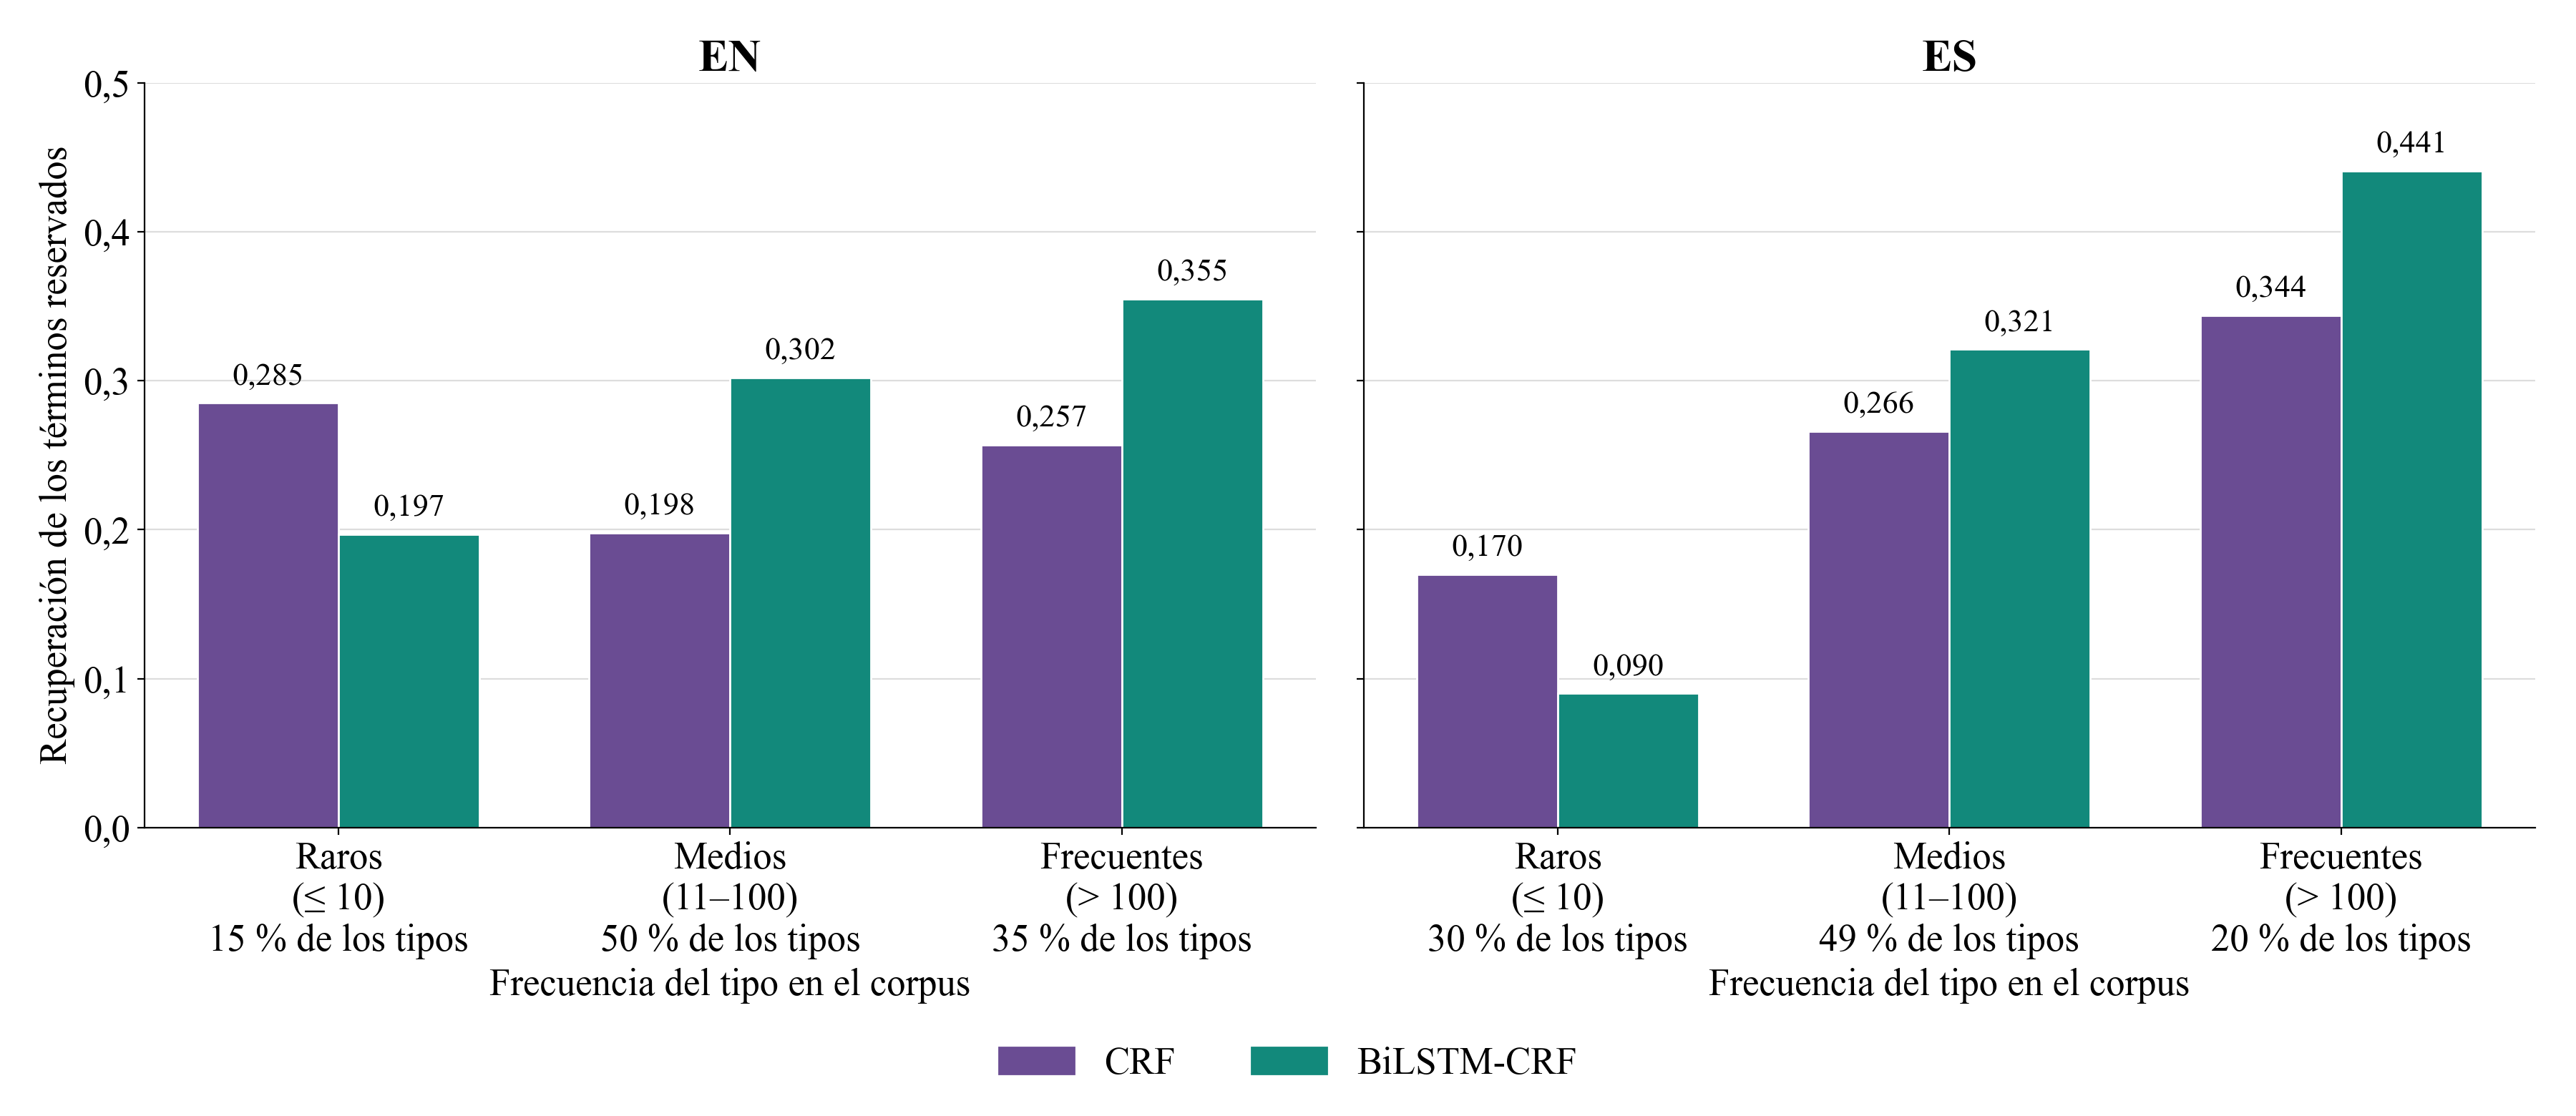 EN
Recuperación de los términos reservados
0,5
0,4
0,3
0,2
0,1
0,0
0,285
0,197
0,198
0,302
0,257
0,355
Raros
(≤ 10)
15 % de los tipos
Medios
(11–100)
50 % de los tipos
Frecuentes
(> 100)
35 % de los tipos
Frecuencia del tipo en el corpus
ES
0,170
0,090
0,266
0,321
0,344
0,441
Raros
(≤ 10)
30 % de los tipos
Medios
(11–100)
49 % de los tipos
Frecuentes
(> 100)
20 % de los tipos
Frecuencia del tipo en el corpus
CRF
BiLSTM-CRF